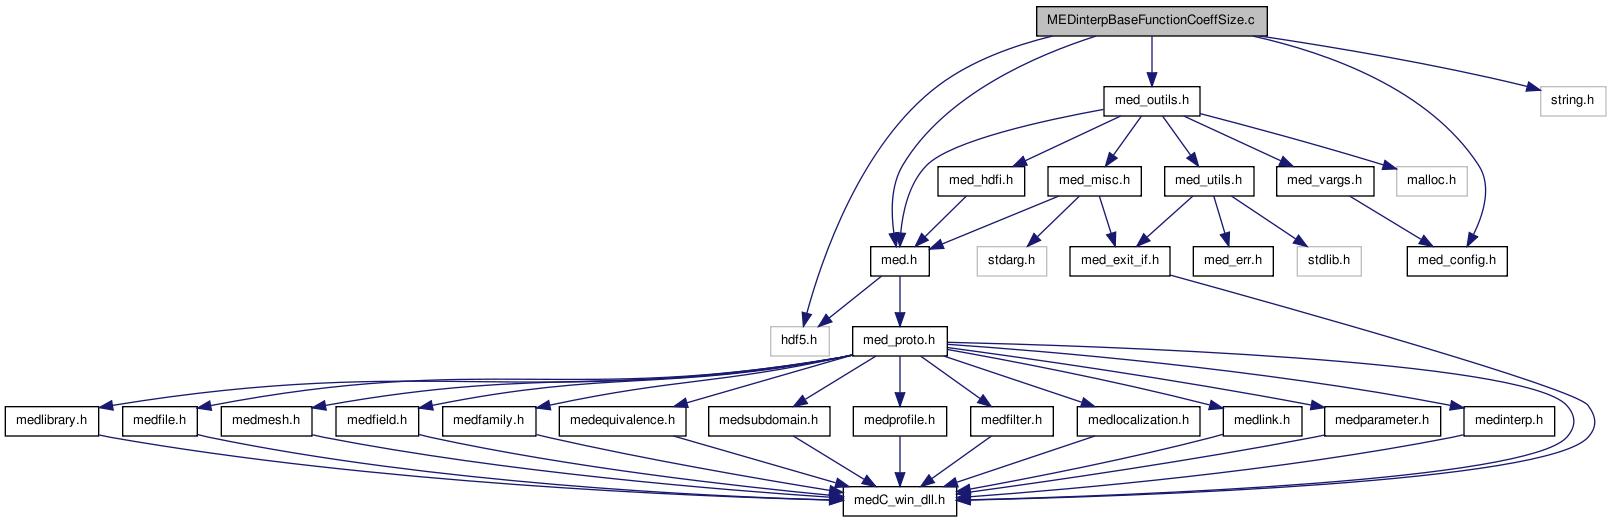 MEDinterpBaseFunctionCoeffSize.c
med_outils.h
string.h
med_hdfi.h
med_misc.h
med_utils.h
med_vargs.h
malloc.h
med.h
stdarg.h
med_exit_if.h
med_err.h
stdlib.h
med_config.h
hdf5.h
med_proto.h
medlibrary.h
medfile.h
medmesh.h
medfield.h
medfamily.h
medequivalence.h
medsubdomain.h
medprofile.h
medfilter.h
medlocalization.h
medlink.h
medparameter.h
medinterp.h
medC_win_dll.h